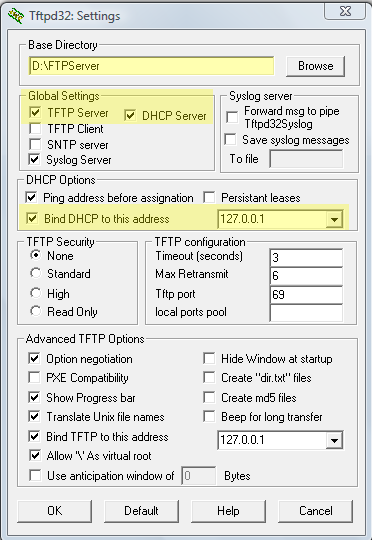 Tftpd32: Settings
Base Directory
D:\FTPServer
Browse
Global Settings
TFTP Server
DHCP Server
TFTP Client
SNTP server
Syslog Server
Syslog server
Forward msg to pipe
Tftpd32Syslog
Save syslog messages
To file
DHCP Options
Ping address before assignation
Persistant leases
Bind DHCP to this address
127.0.0.1
TFTP Security
None
Standard
High
Read Only
TFTP configuration
Timeout (seconds) 3
Max Retransmit 6
Tftp port 69
local ports pool
Advanced TFTP Options
Option negotiation
Hide Window at startup
PXE Compatibility
Create "dir.txt" files
Show Progress bar
Create md5 files
Translate Unix file names
Beep for long transfer
Bind TFTP to this address
127.0.0.1
Allow '\' As virtual root
Use anticipation window of 0 Bytes
OK
Default
Help
Cancel